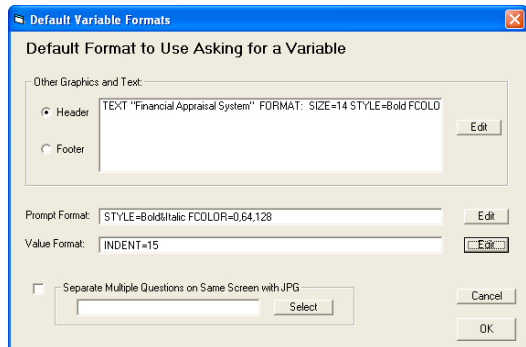 Default Variable Formats
Default Format to Use Asking for a Variable
Other Graphics and Text:
Header
TEXT "Financial Appraisal System" FORMAT: SIZE=14 STYLE=Bold FCOLO
Edit
Footer
Prompt Format: STYLE=Bold&Italic FCOLOR=0,64,128 Edit
Value Format: INDENT=15 Edit
Separate Multiple Questions on Same Screen with JPG
Select
Cancel
OK